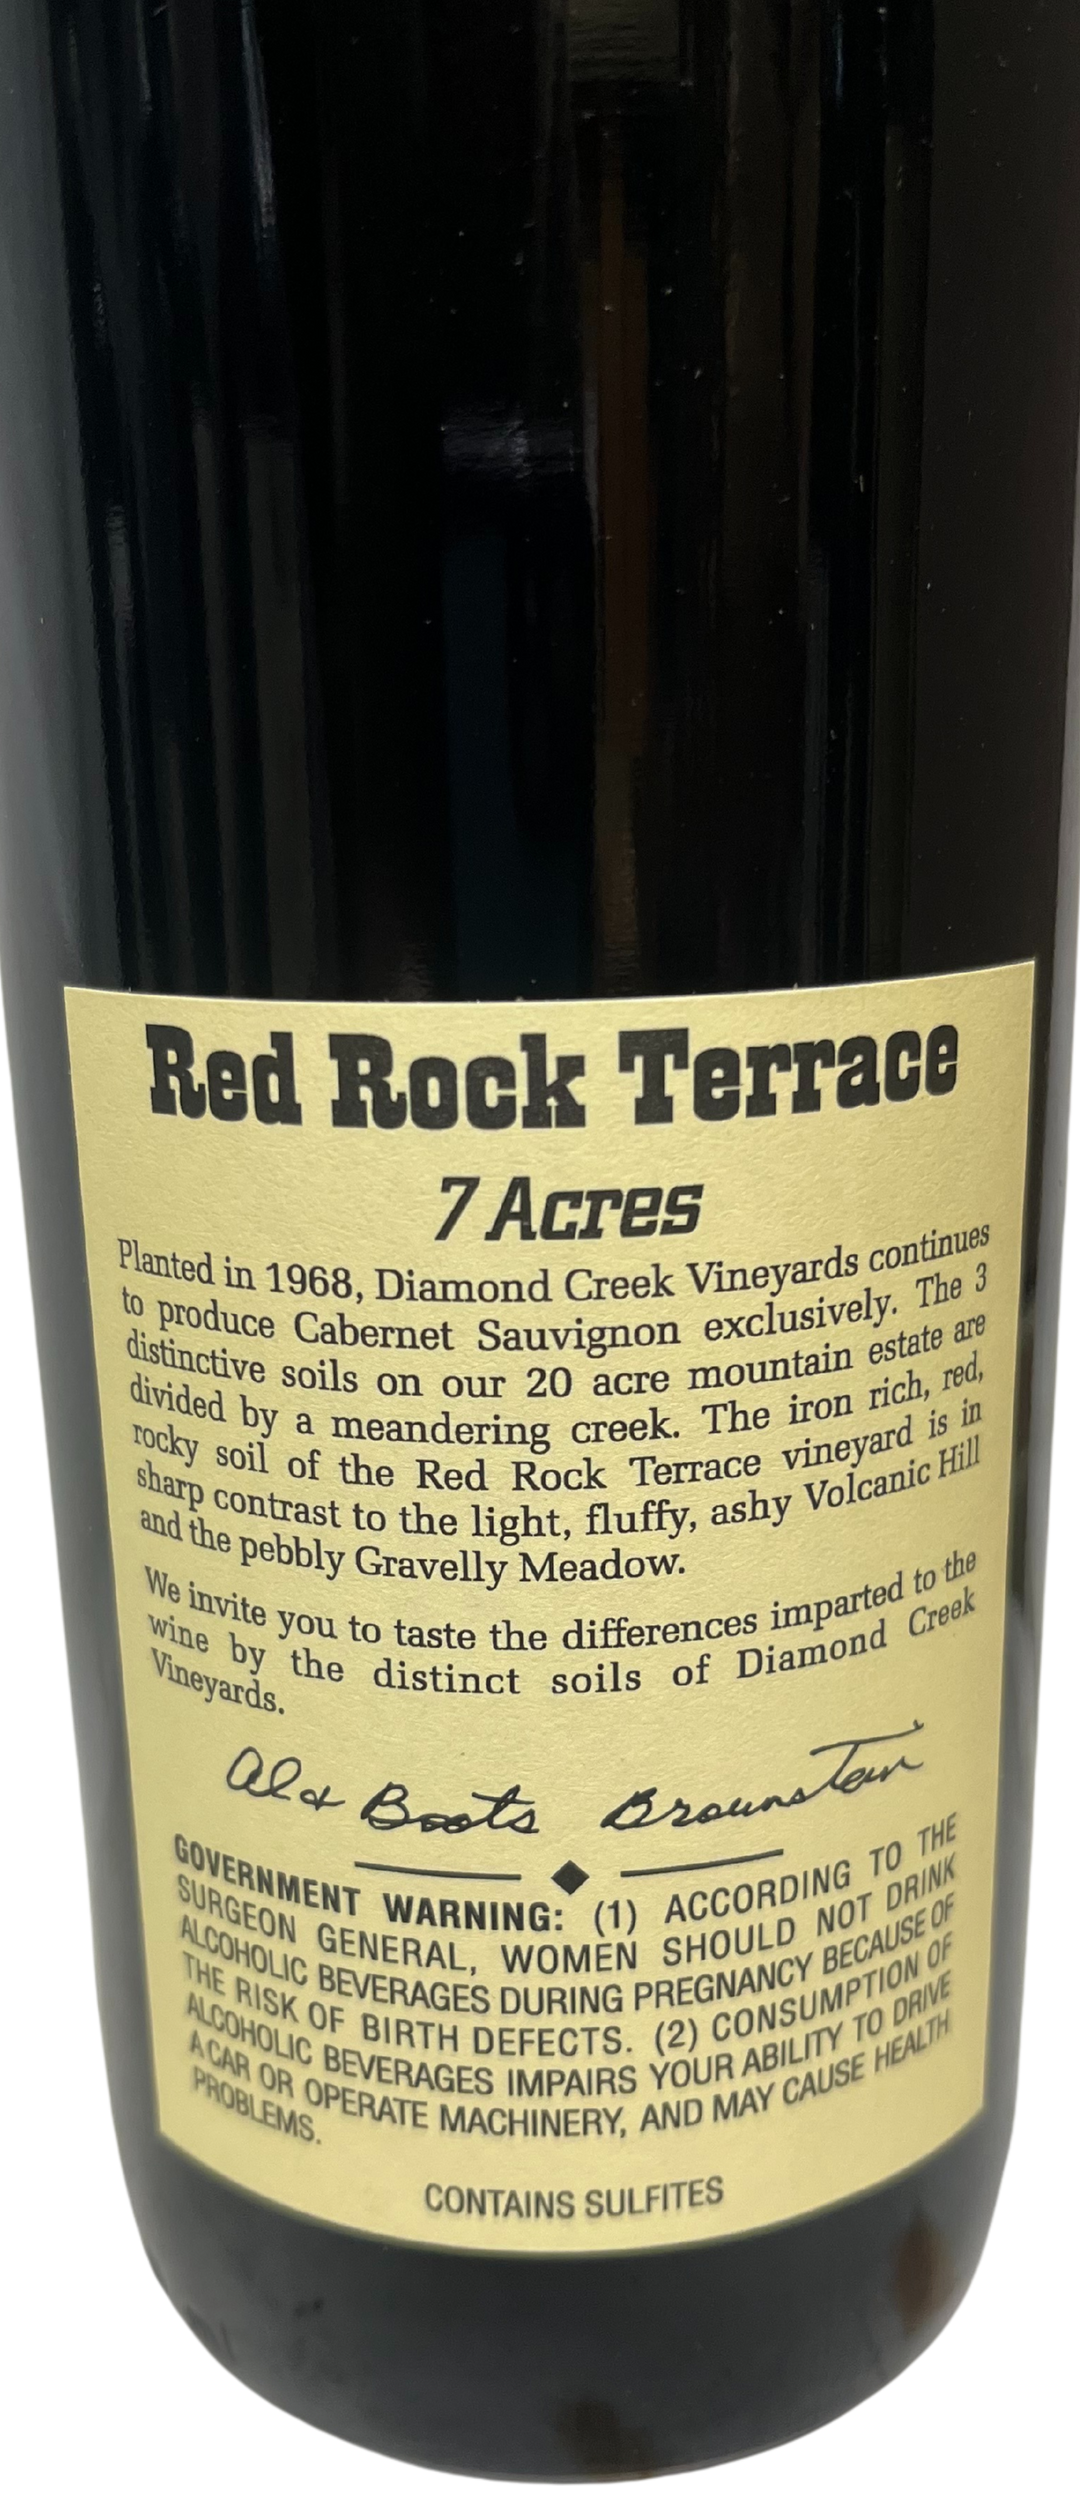 Red Rock Terrace
7 Acres
Planted in 1968, Diamond Creek Vineyards continues
to produce Cabernet Sauvignon exclusively. The 3
distinctive soils on our 20 acre mountain estate are
divided by a meandering creek. The iron rich, red,
rocky soil of the Red Rock Terrace vineyard is in
sharp contrast to the light, fluffy, ashy Volcanic Hill
and the pebbly Gravelly Meadow.
We invite you to taste the differences imparted to the
wine by the distinct soils of Diamond Creek
Vineyards.
Al & Boots Brounstein
GOVERNMENT WARNING: (1) ACCORDING TO THE
SURGEON GENERAL, WOMEN SHOULD NOT DRINK
ALCOHOLIC BEVERAGES DURING PREGNANCY BECAUSE OF
THE RISK OF BIRTH DEFECTS. (2) CONSUMPTION OF
ALCOHOLIC BEVERAGES IMPAIRS YOUR ABILITY TO DRIVE
A CAR OR OPERATE MACHINERY, AND MAY CAUSE HEALTH
PROBLEMS.
CONTAINS SULFITES